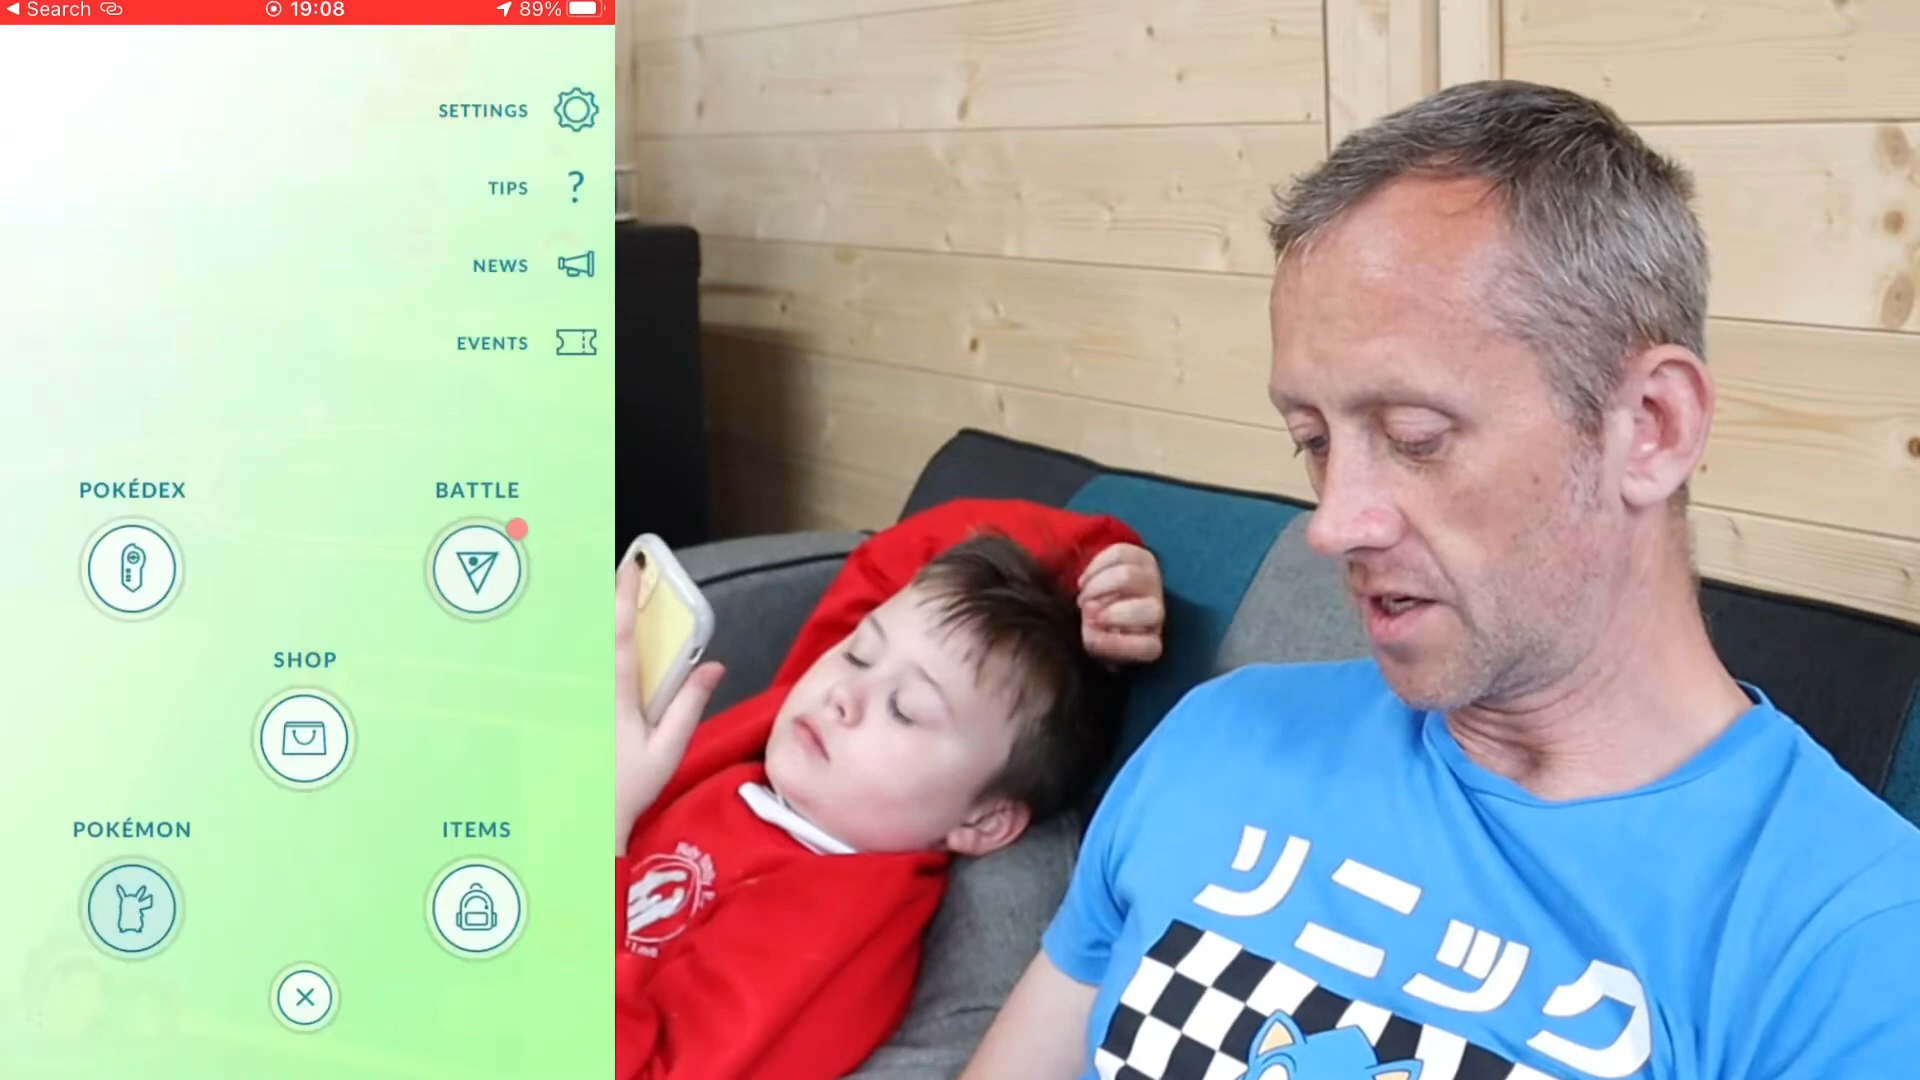 Search
19:08
89%
SETTINGS
TIPS
NEWS
EVENTS
POKÉDEX
BATTLE
SHOP
POKÉMON
ITEMS
ソニック